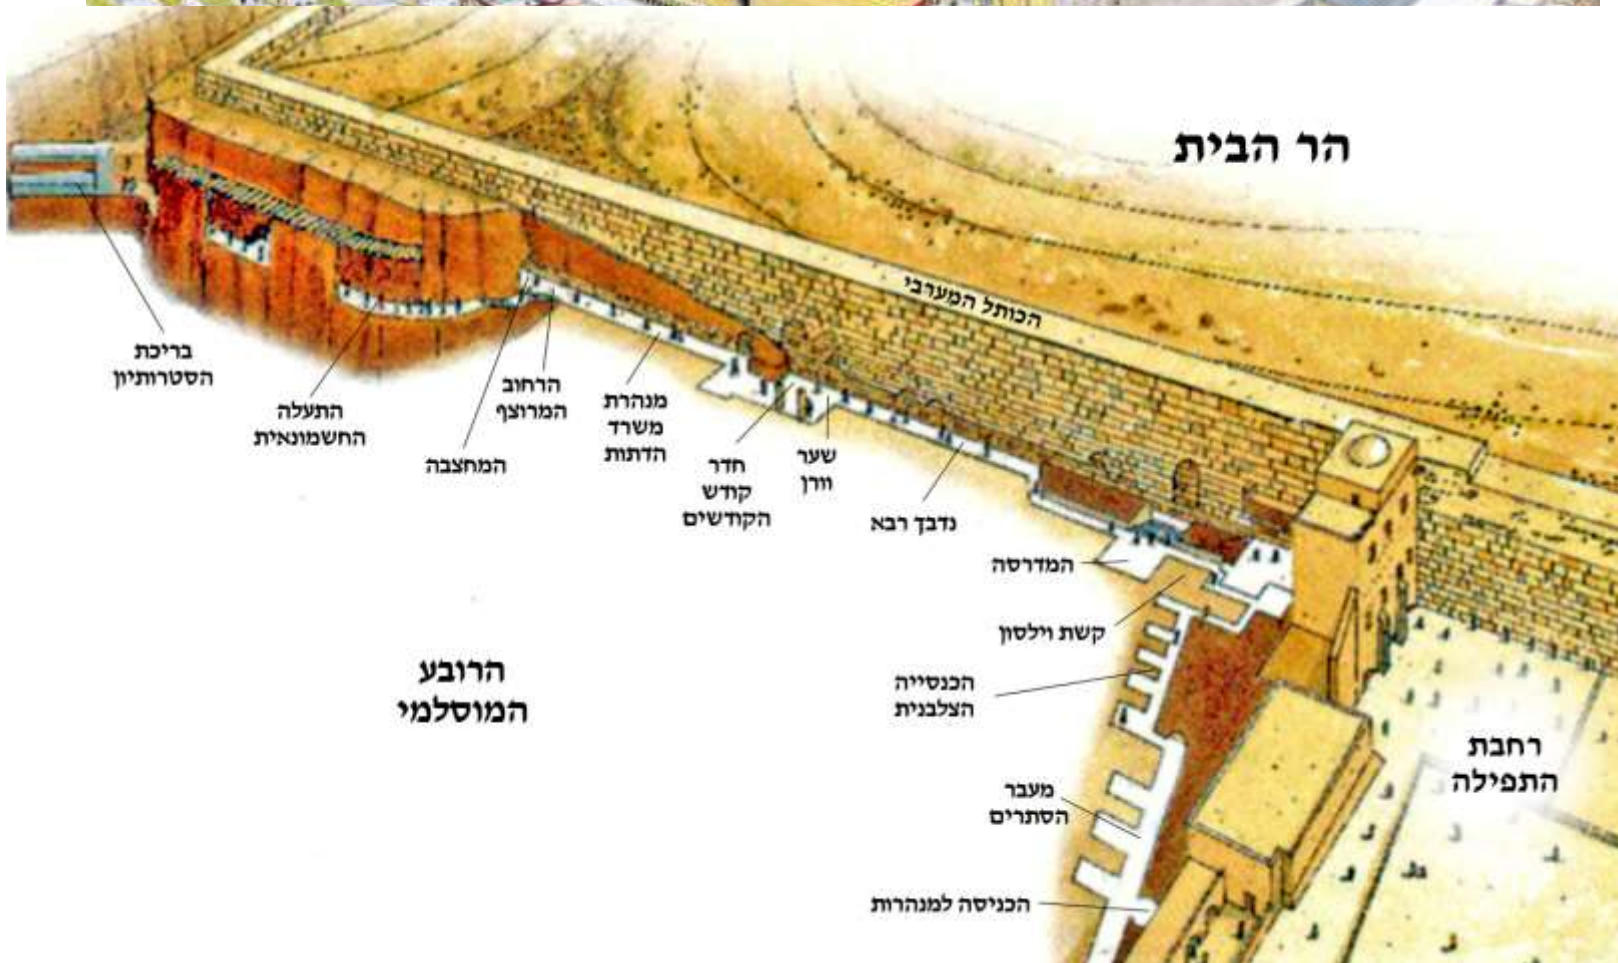 הר הבית
הכותל המערבי
בריכת
הסטרותיון
התעלה
החשמונאית
המחצבה
הרחוב
המרוצף
מנהרת
משרד
הדתות
חדר
קודש
הקודשים
שער
וורן
נדבך רבא
המדרסה
קשת וילסון
הכנסייה
הצלבנית
הרובע
המוסלמי
רחבת
התפילה
מעבר
הסתרים
הכניסה למנהרות